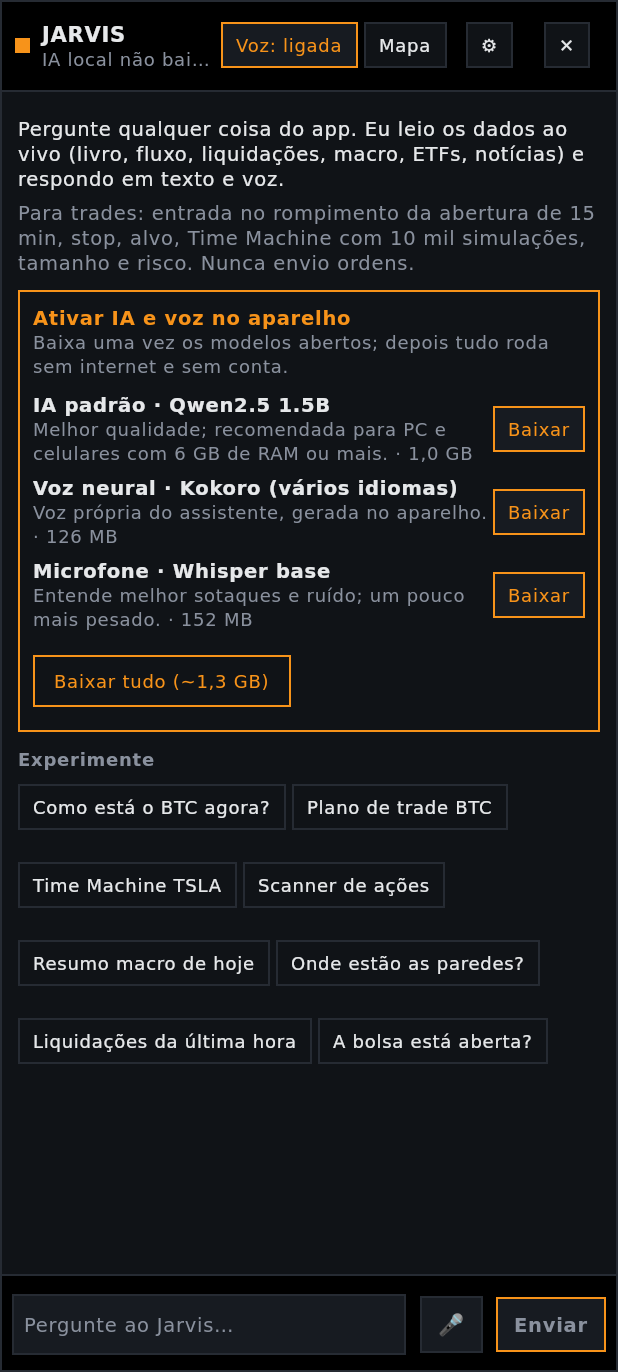 JARVIS
IA local não bai...
Voz: ligada
Mapa
Pergunte qualquer coisa do app. Eu leio os dados ao
vivo (livro, fluxo, liquidações, macro, ETFs, notícias) e
respondo em texto e voz.
Para trades: entrada no rompimento da abertura de 15
min, stop, alvo, Time Machine com 10 mil simulações,
tamanho e risco. Nunca envio ordens.
Ativar IA e voz no aparelho
Baixa uma vez os modelos abertos; depois tudo roda
sem internet e sem conta.
IA padrão · Qwen2.5 1.5B
Melhor qualidade; recomendada para PC e
celulares com 6 GB de RAM ou mais. · 1,0 GB
Baixar
Voz neural · Kokoro (vários idiomas)
Voz própria do assistente, gerada no aparelho.
· 126 MB
Baixar
Microfone · Whisper base
Entende melhor sotaques e ruído; um pouco
mais pesado. · 152 MB
Baixar
Baixar tudo (~1,3 GB)
Experimente
Como está o BTC agora?
Plano de trade BTC
Time Machine TSLA
Scanner de ações
Resumo macro de hoje
Onde estão as paredes?
Liquidações da última hora
A bolsa está aberta?
Pergunte ao Jarvis...
Enviar